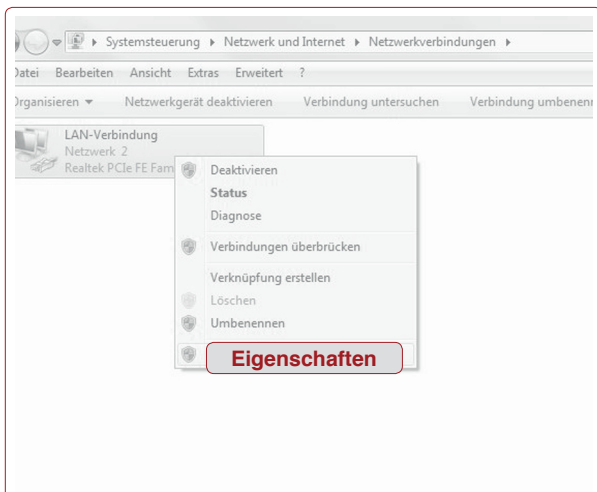 Systemsteuerung ▸ Netzwerk und Internet ▸ Netzwerkverbindungen ▸
Datei Bearbeiten Ansicht Extras Erweitert ?
Organisieren ▾ Netzwerkgerät deaktivieren Verbindung untersuchen Verbindung umbenenn
LAN-Verbindung
Netzwerk 2
Realtek PCIe FE Fam
Deaktivieren
Status
Diagnose
Verbindungen überbrücken
Verknüpfung erstellen
Löschen
Umbenennen
Eigenschaften